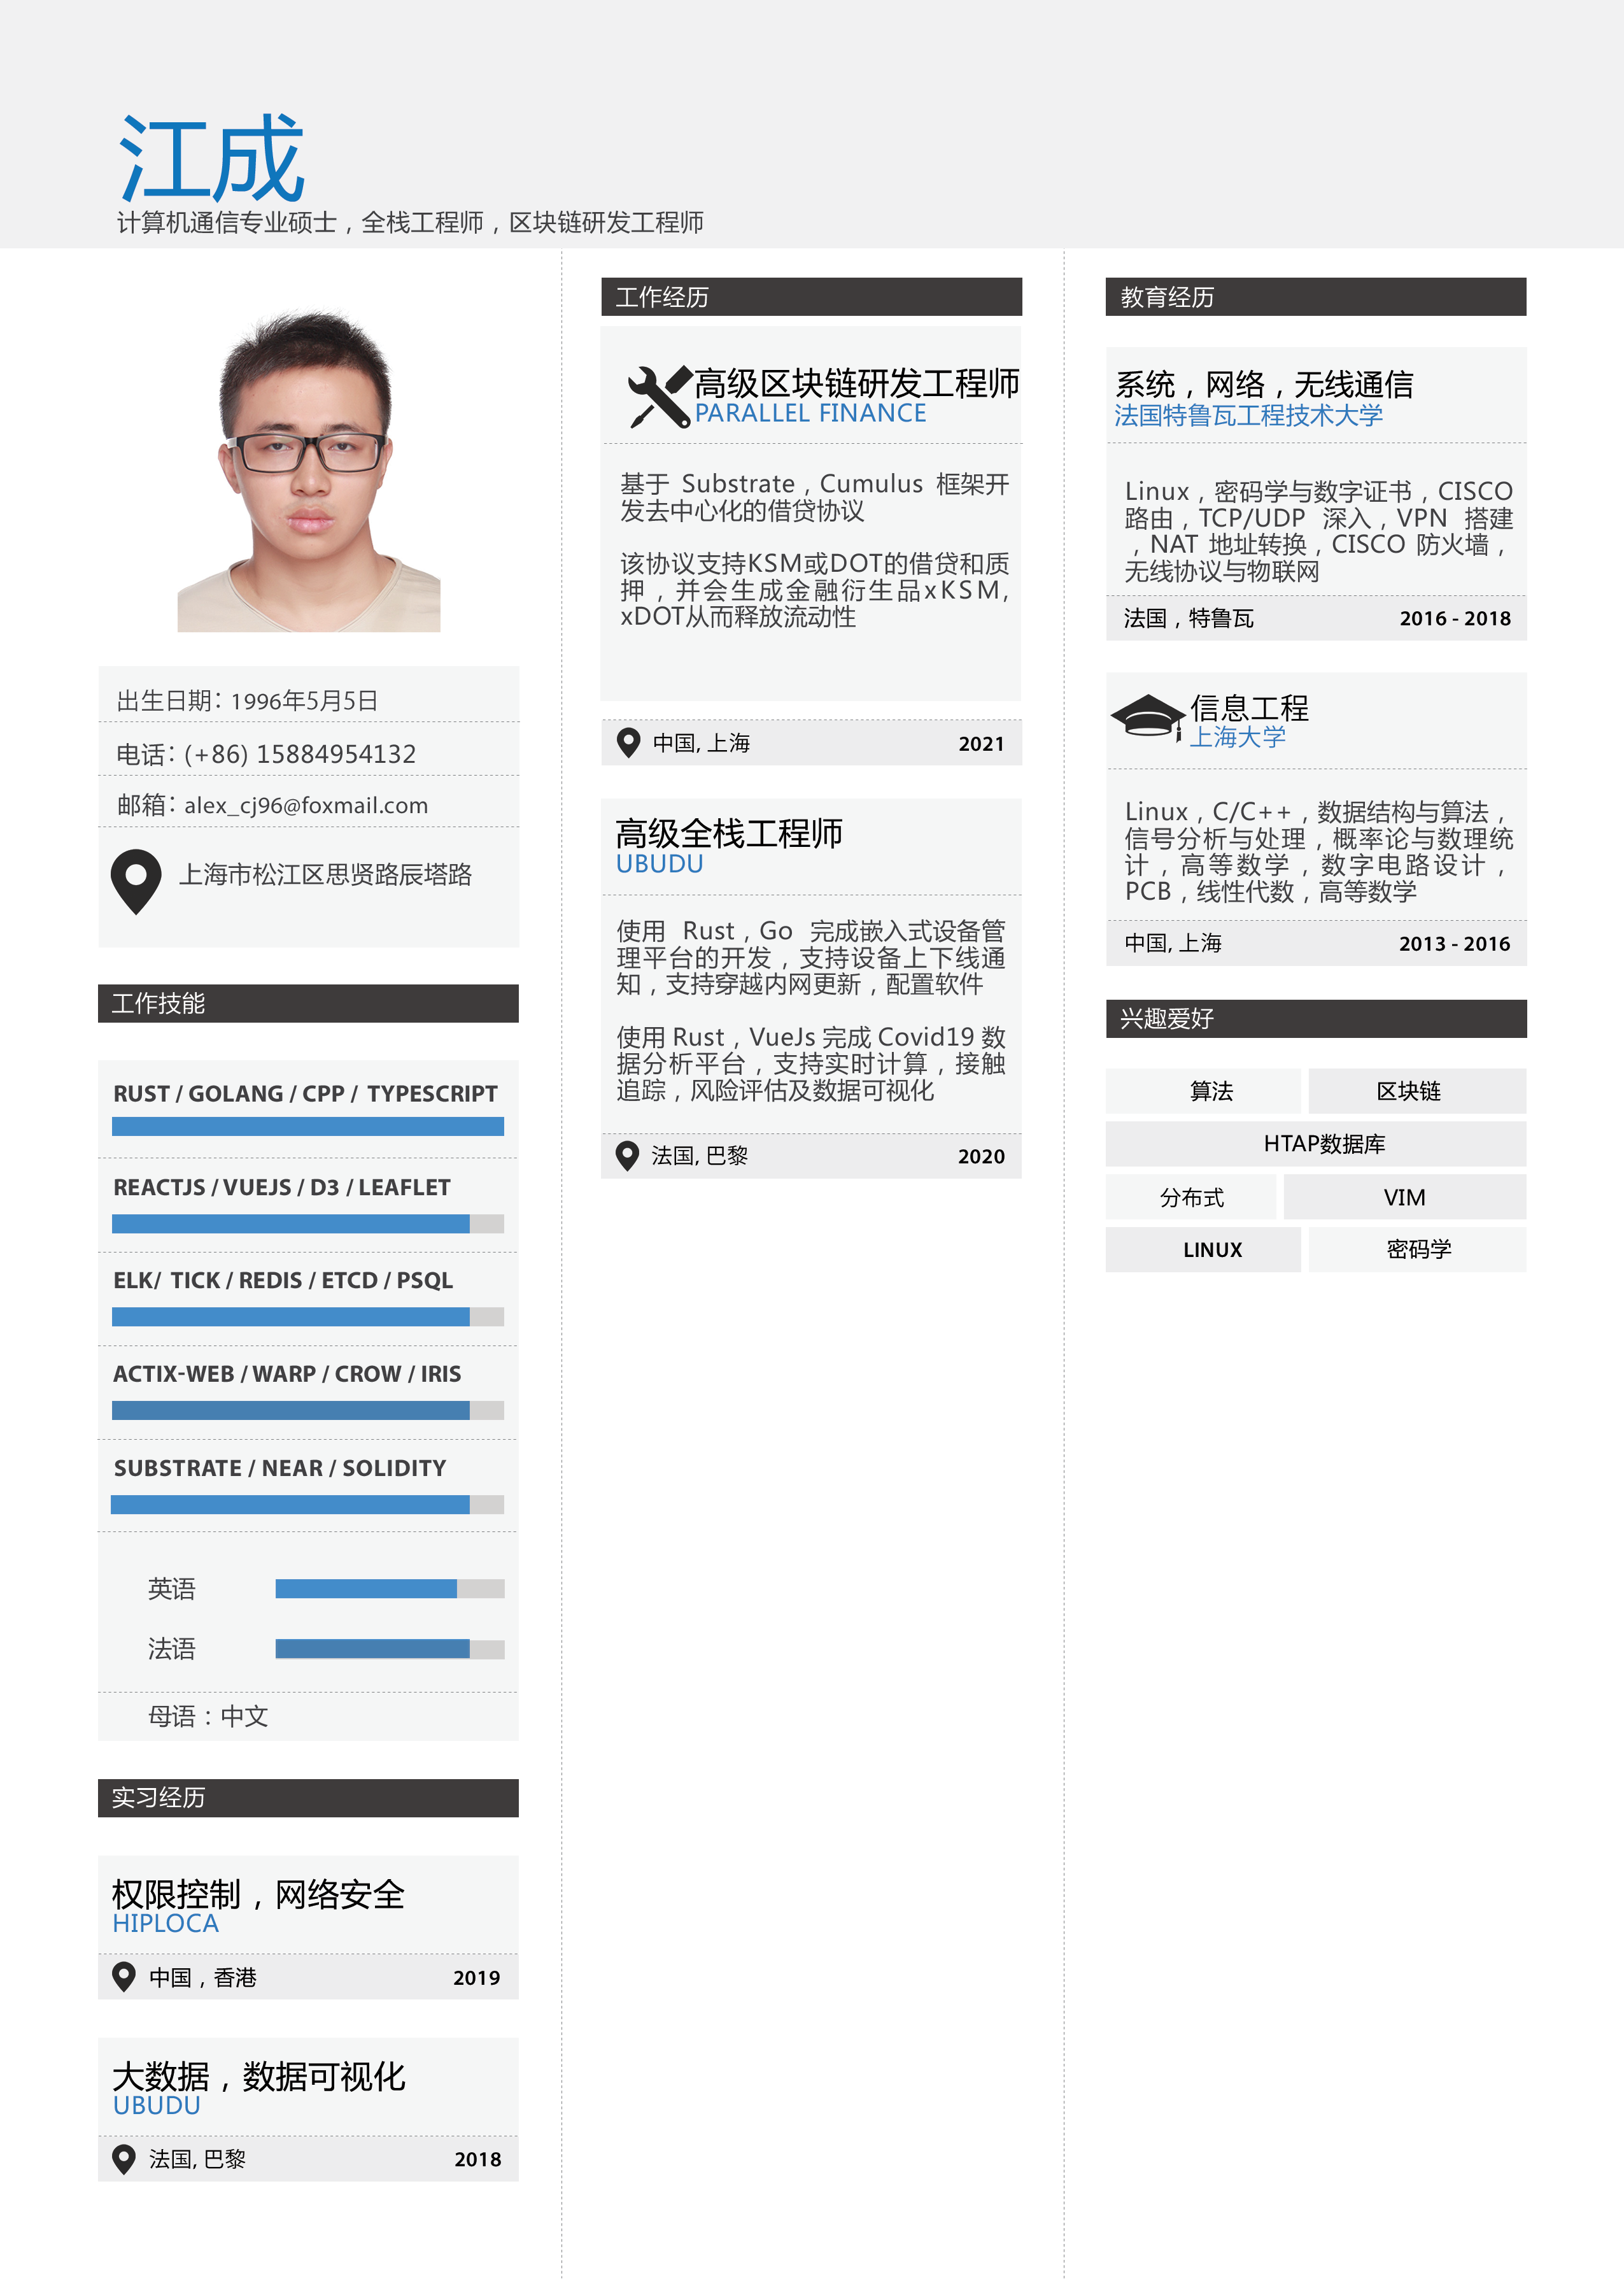 江成
计算机通信专业硕士，全栈工程师，区块链研发工程师
出生日期：1996年5月5日
电话：(+86) 15884954132
邮箱：alex_cj96@foxmail.com
上海市松江区思贤路辰塔路
工作技能
RUST / GOLANG / CPP / TYPESCRIPT
REACTJS / VUEJS / D3 / LEAFLET
ELK/ TICK / REDIS / ETCD / PSQL
ACTIX-WEB / WARP / CROW / IRIS
SUBSTRATE / NEAR / SOLIDITY
英语
法语
母语：中文
实习经历
权限控制，网络安全
HIPLOCA
中国，香港 2019
大数据，数据可视化
UBUDU
法国, 巴黎 2018
工作经历
高级区块链研发工程师
PARALLEL FINANCE
基于 Substrate，Cumulus 框架开
发去中心化的借贷协议
该协议支持KSM或DOT的借贷和质
押，并会生成金融衍生品xKSM,
xDOT从而释放流动性
中国, 上海 2021
高级全栈工程师
UBUDU
使用 Rust，Go 完成嵌入式设备管
理平台的开发，支持设备上下线通
知，支持穿越内网更新，配置软件
使用 Rust，VueJs 完成 Covid19 数
据分析平台，支持实时计算，接触
追踪，风险评估及数据可视化
法国, 巴黎 2020
教育经历
系统，网络，无线通信
法国特鲁瓦工程技术大学
Linux，密码学与数字证书，CISCO
路由，TCP/UDP 深入，VPN 搭建
，NAT 地址转换，CISCO 防火墙，
无线协议与物联网
法国，特鲁瓦 2016 - 2018
信息工程
上海大学
Linux，C/C++，数据结构与算法，
信号分析与处理，概率论与数理统
计，高等数学，数字电路设计，
PCB，线性代数，高等数学
中国, 上海 2013 - 2016
兴趣爱好
算法 区块链
HTAP数据库
分布式 VIM
LINUX 密码学